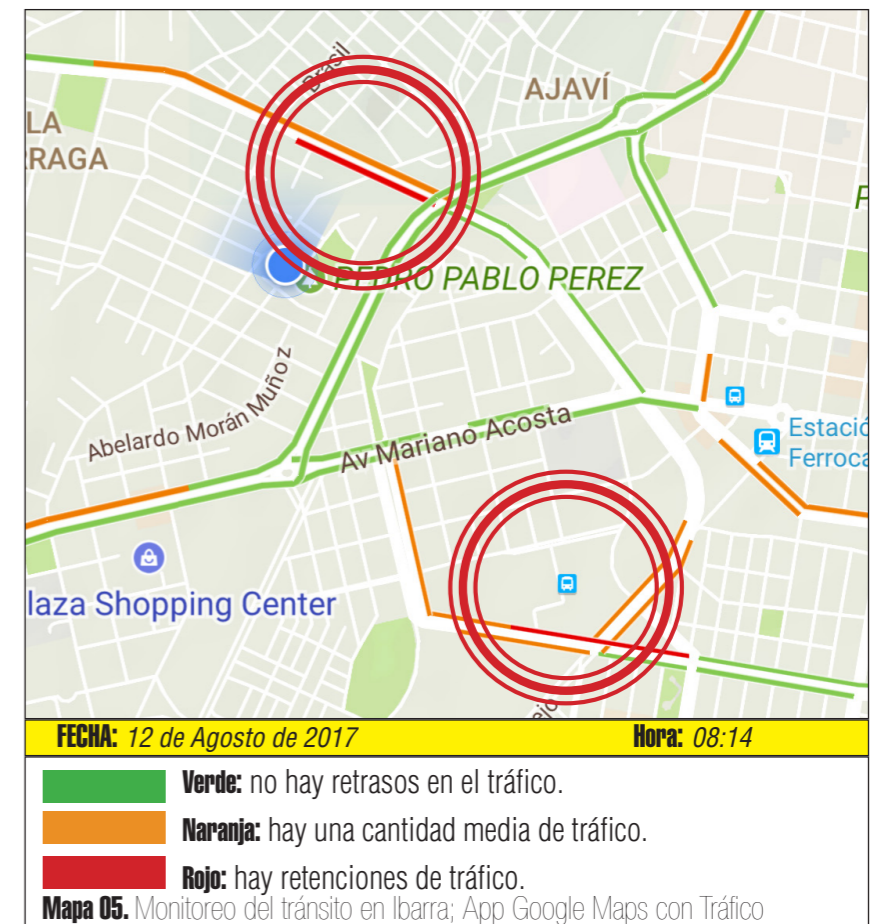 Brasil
AJAVÍ
LA
RRAGA
P
PEDRO PABLO PEREZ
Abelardo Morán Muñoz
Av Mariano Acosta
Estació
Ferroca
laza Shopping Center
ejo
FECHA: 12 de Agosto de 2017 Hora: 08:14
Verde: no hay retrasos en el tráfico.
Naranja: hay una cantidad media de tráfico.
Rojo: hay retenciones de tráfico.
Mapa 05. Monitoreo del tránsito en Ibarra; App Google Maps con Tráfico